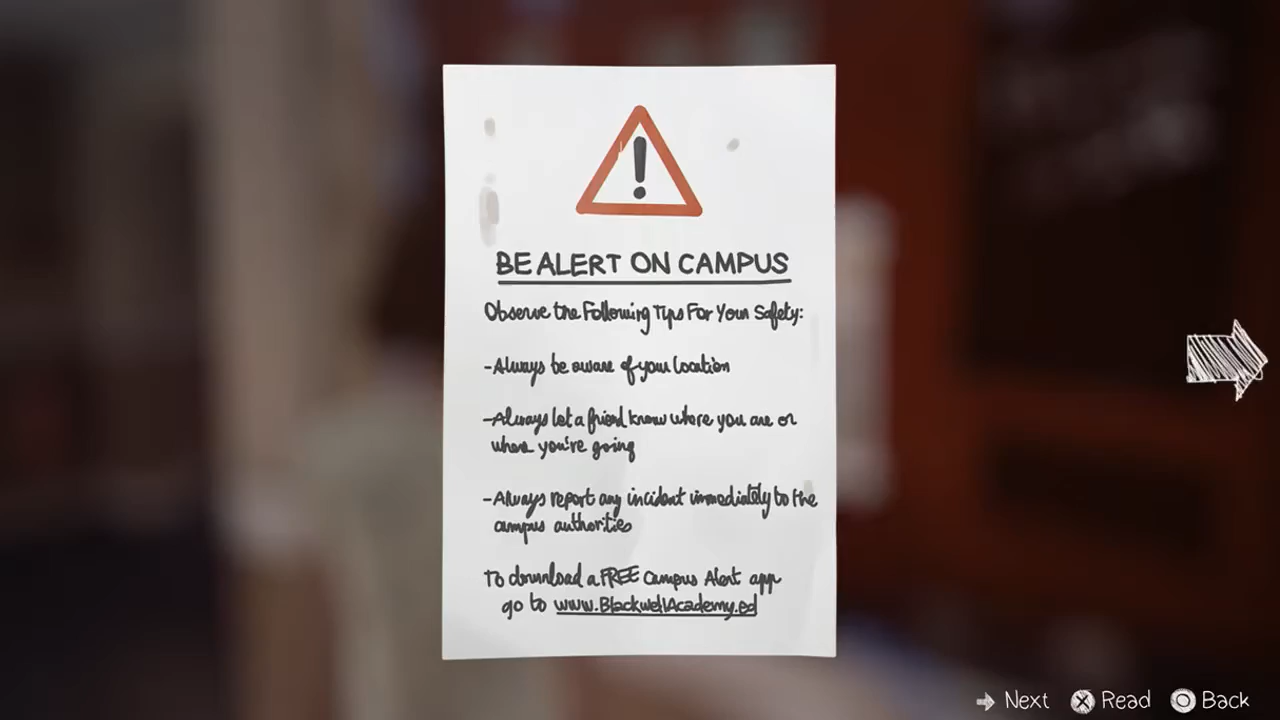 !
BE ALERT ON CAMPUS
Observe the Following Tips For Your Safety:
-Always be aware of your location
-Always let a friend know where you are or
where you're going
-Always report any incident immediately to the
campus authorities
To download a FREE Campus Alert app
go to www.BlackwellAcademy.ed
Next Read Back